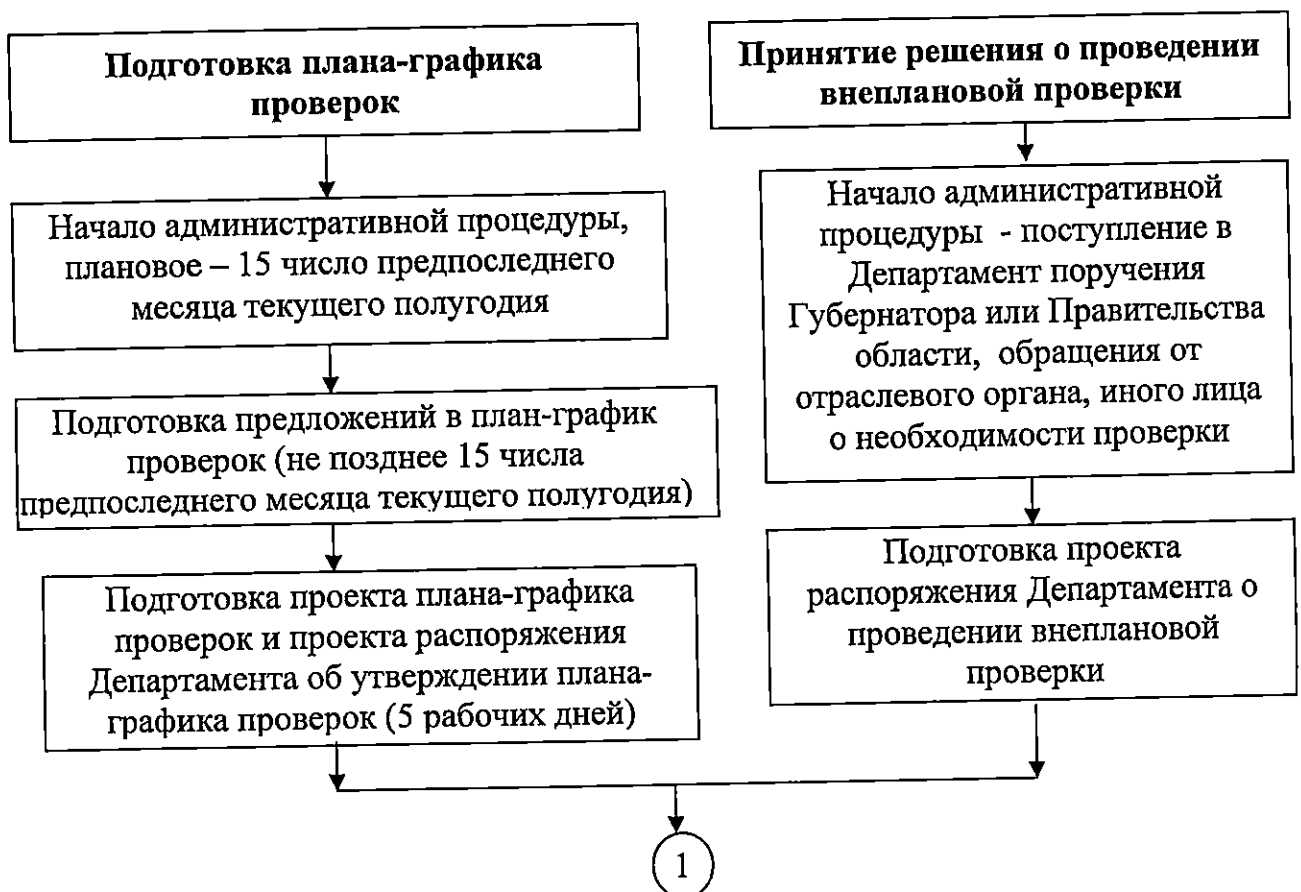 Подготовка плана-графика
проверок
Начало административной процедуры,
плановое – 15 число предпоследнего
месяца текущего полугодия
Подготовка предложений в план-график
проверок (не позднее 15 числа
предпоследнего месяца текущего полугодия)
Подготовка проекта плана-графика
проверок и проекта распоряжения
Департамента об утверждении плана-
графика проверок (5 рабочих дней)
Принятие решения о проведении
внеплановой проверки
Начало административной
процедуры - поступление в
Департамент поручения
Губернатора или Правительства
области, обращения от
отраслевого органа, иного лица
о необходимости проверки
Подготовка проекта
распоряжения Департамента о
проведении внеплановой
проверки
1